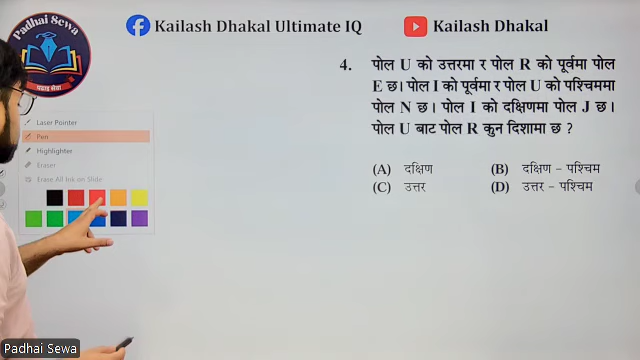 Padhai Sewa
पढाइ सेवा
Kailash Dhakal Ultimate IQ
Kailash Dhakal
4. पोल U को उत्तरमा र पोल R को पूर्वमा पोल
E छ। पोल I को पूर्वमा र पोल U को पश्चिममा
पोल N छ। पोल I को दक्षिणमा पोल J छ।
पोल U बाट पोल R कुन दिशामा छ ?
(A) दक्षिण (B) दक्षिण – पश्चिम
(C) उत्तर (D) उत्तर – पश्चिम
Laser Pointer
Pen
Highlighter
Eraser
Erase All Ink on Slide
Padhai Sewa